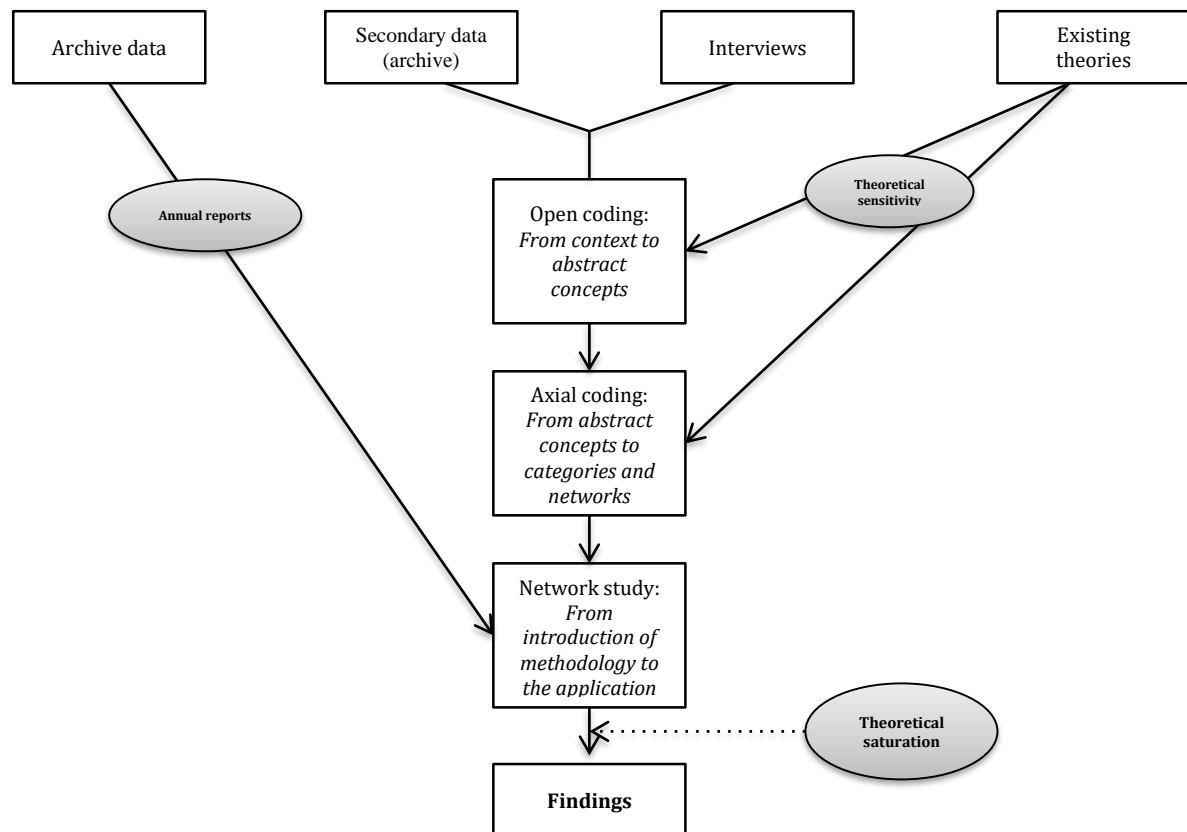 Archive data
Secondary data
(archive)
Interviews
Existing
theories
Annual reports
Theoretical
sensitivity
Open coding:
From context to
abstract
concepts
Axial coding:
From abstract
concepts to
categories and
networks
Network study:
From
introduction of
methodology to
the application
Theoretical
saturation
Findings